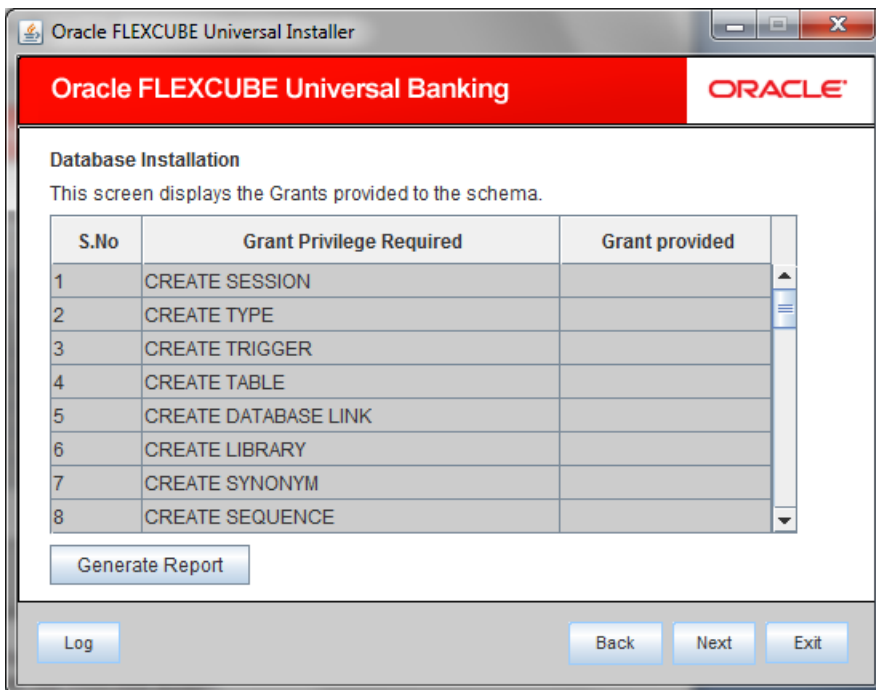 Oracle FLEXCUBE Universal Installer
Oracle FLEXCUBE Universal Banking
ORACLE
Database Installation
This screen displays the Grants provided to the schema.
S.No Grant Privilege Required Grant provided
1 CREATE SESSION
2 CREATE TYPE
3 CREATE TRIGGER
4 CREATE TABLE
5 CREATE DATABASE LINK
6 CREATE LIBRARY
7 CREATE SYNONYM
8 CREATE SEQUENCE
Generate Report
Log Back Next Exit